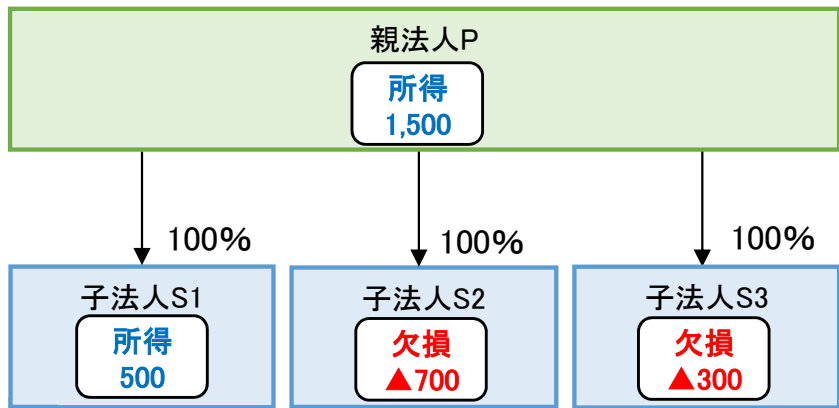 親法人P
所得
1,500
100%
100%
100%
子法人S1
所得
500
子法人S2
欠損
▲700
子法人S3
欠損
▲300